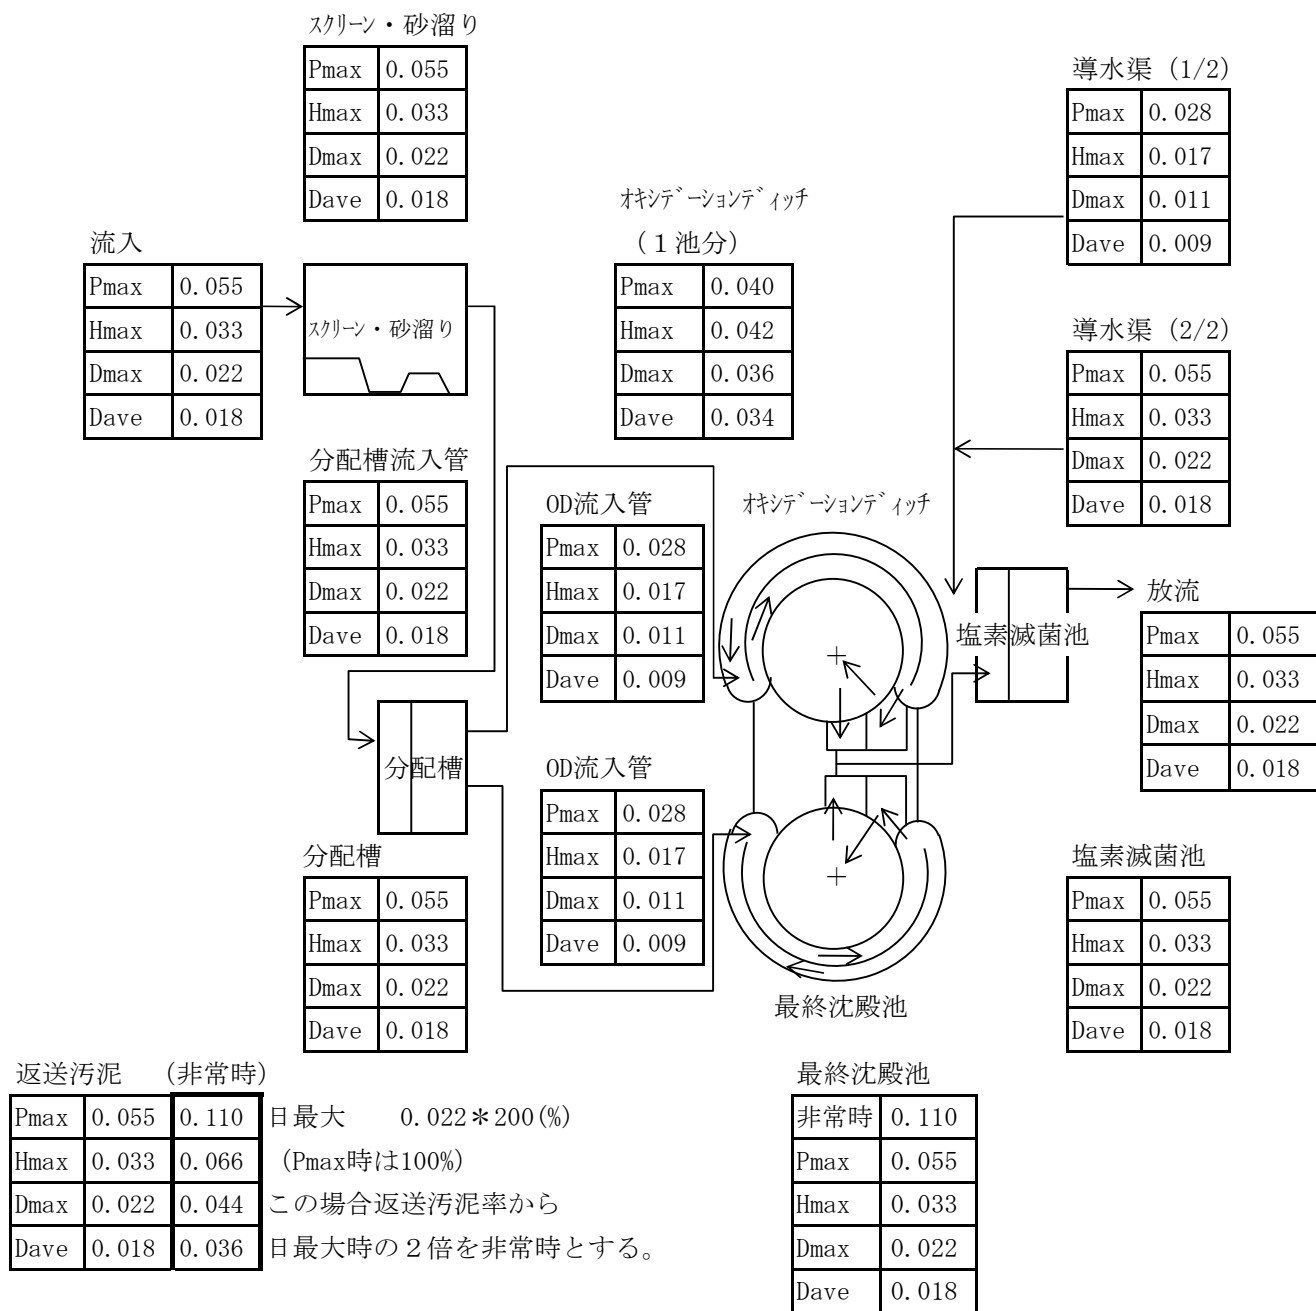 スクリーン・砂溜り
Pmax 0.055
Hmax 0.033
Dmax 0.022
Dave 0.018
導水渠 (1/2)
Pmax 0.028
Hmax 0.017
Dmax 0.011
Dave 0.009
流入
Pmax 0.055
Hmax 0.033
Dmax 0.022
Dave 0.018
スクリーン・砂溜り
オキシデーションディッチ
(１池分)
Pmax 0.040
Hmax 0.042
Dmax 0.036
Dave 0.034
導水渠 (2/2)
Pmax 0.055
Hmax 0.033
Dmax 0.022
Dave 0.018
分配槽流入管
Pmax 0.055
Hmax 0.033
Dmax 0.022
Dave 0.018
OD流入管
Pmax 0.028
Hmax 0.017
Dmax 0.011
Dave 0.009
オキシデーションディッチ
塩素滅菌池
放流
Pmax 0.055
Hmax 0.033
Dmax 0.022
Dave 0.018
分配槽
OD流入管
Pmax 0.028
Hmax 0.017
Dmax 0.011
Dave 0.009
分配槽
Pmax 0.055
Hmax 0.033
Dmax 0.022
Dave 0.018
最終沈殿池
塩素滅菌池
Pmax 0.055
Hmax 0.033
Dmax 0.022
Dave 0.018
返送汚泥 (非常時)
Pmax 0.055 0.110 日最大 0.022＊200(%)
Hmax 0.033 0.066 (Pmax時は100%)
Dmax 0.022 0.044 この場合返送汚泥率から
Dave 0.018 0.036 日最大時の２倍を非常時とする。
最終沈殿池
非常時 0.110
Pmax 0.055
Hmax 0.033
Dmax 0.022
Dave 0.018